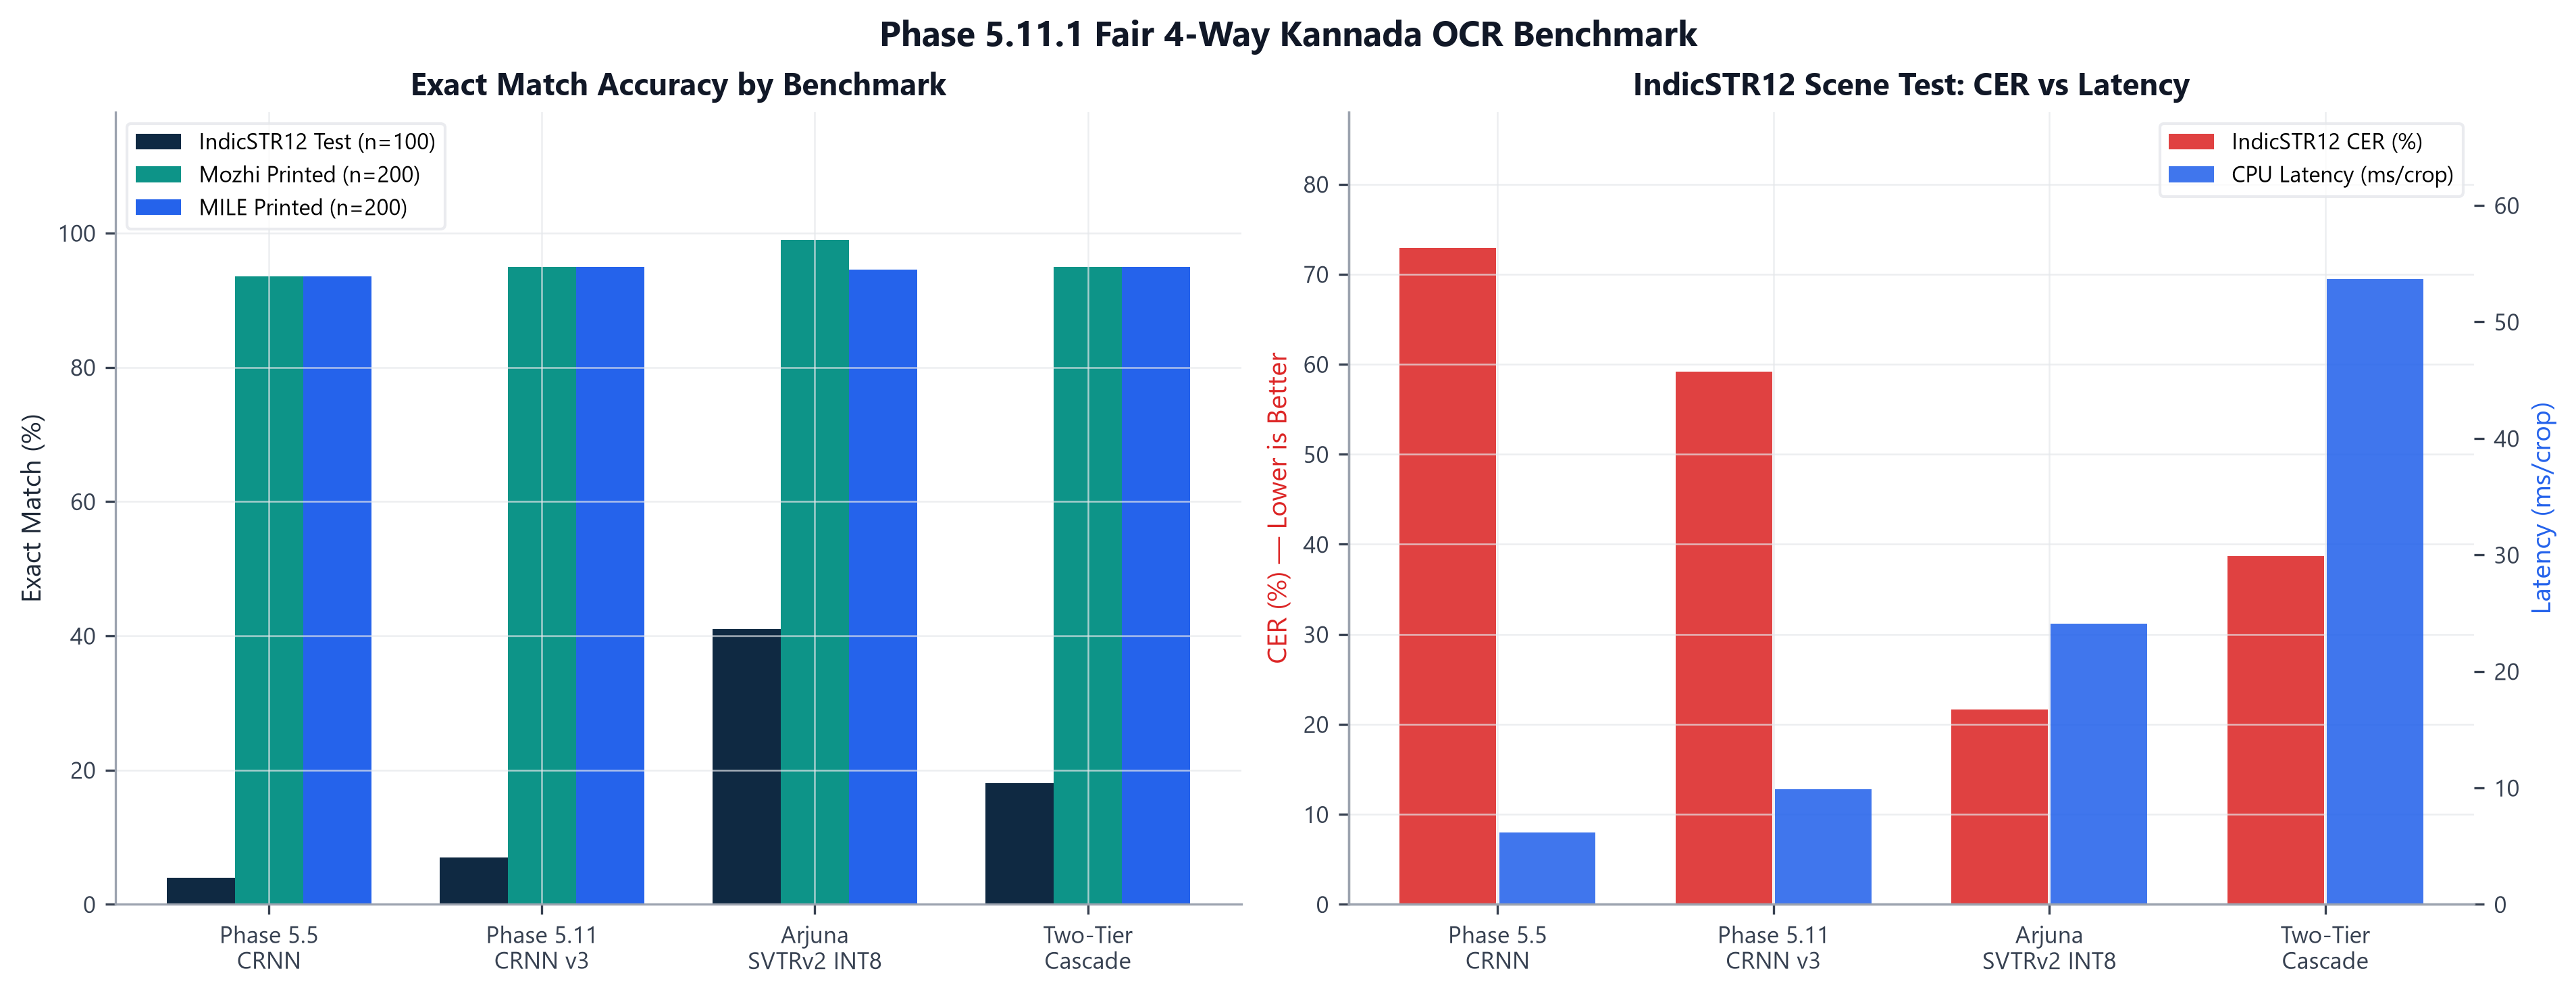 Phase 5.11.1 Fair 4-Way Kannada OCR Benchmark
Exact Match Accuracy by Benchmark
IndicSTR12 Test (n=100)
Mozhi Printed (n=200)
MILE Printed (n=200)
Exact Match (%)
100
80
60
40
20
0
Phase 5.5
CRNN
Phase 5.11
CRNN v3
Arjuna
SVTRv2 INT8
Two-Tier
Cascade
IndicSTR12 Scene Test: CER vs Latency
IndicSTR12 CER (%)
CPU Latency (ms/crop)
CER (%) — Lower is Better
80
70
60
50
40
30
20
10
0
Phase 5.5
CRNN
Phase 5.11
CRNN v3
Arjuna
SVTRv2 INT8
Two-Tier
Cascade
60
50
40
30
20
10
0
Latency (ms/crop)